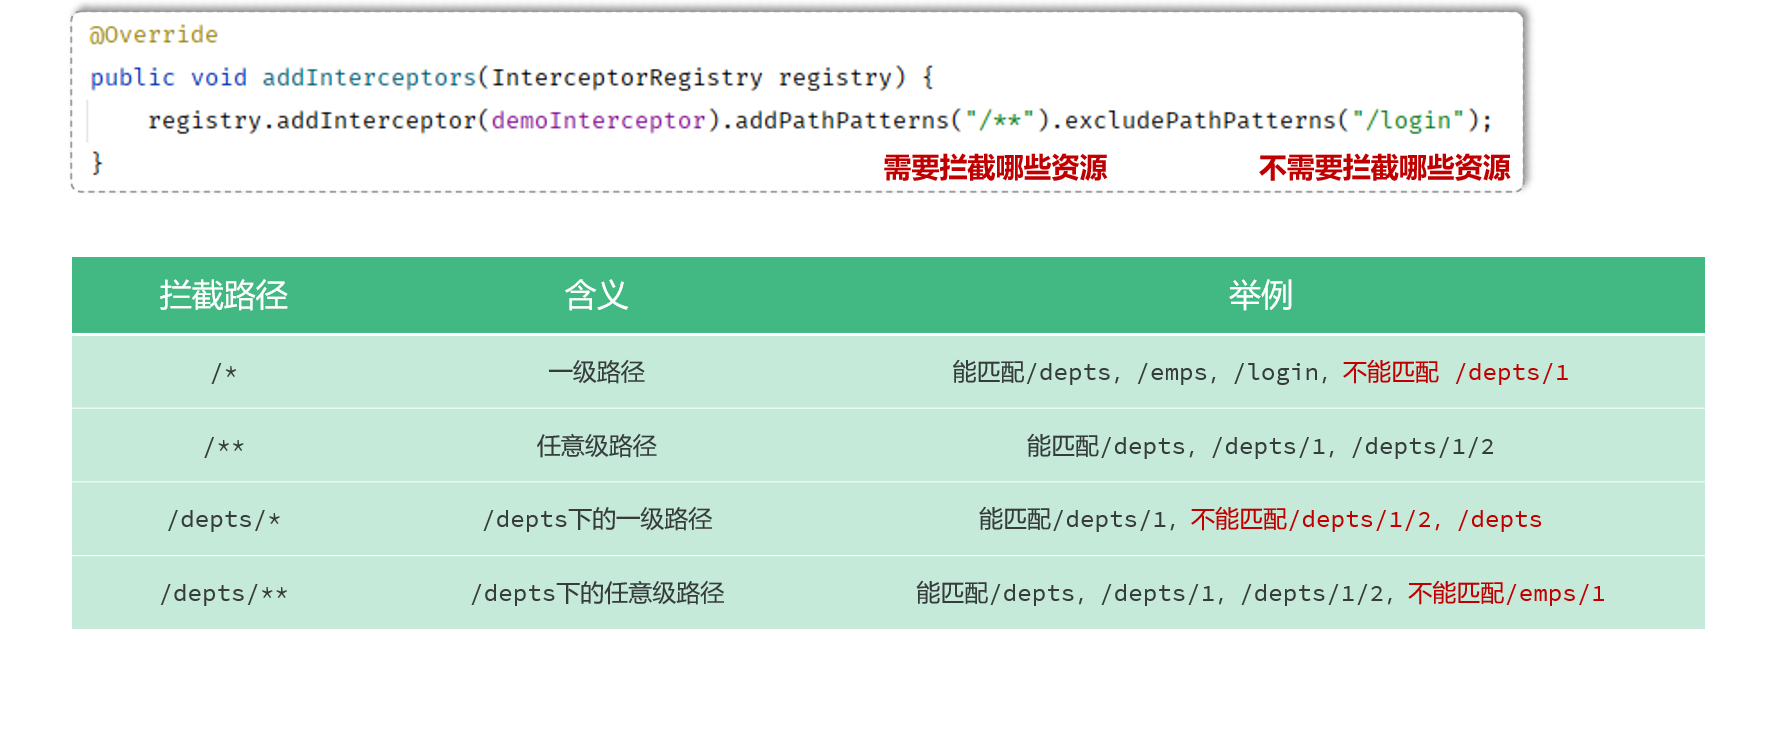 @Override
public void addInterceptors(InterceptorRegistry registry) {
    registry.addInterceptor(demoInterceptor).addPathPatterns("/**").excludePathPatterns("/login");
}
需要拦截哪些资源 不需要拦截哪些资源
拦截路径 含义 举例
/* 一级路径 能匹配/depts, /emps, /login, 不能匹配 /depts/1
/** 任意级路径 能匹配/depts, /depts/1, /depts/1/2
/depts/* /depts下的一级路径 能匹配/depts/1, 不能匹配/depts/1/2, /depts
/depts/** /depts下的任意级路径 能匹配/depts, /depts/1, /depts/1/2, 不能匹配/emps/1